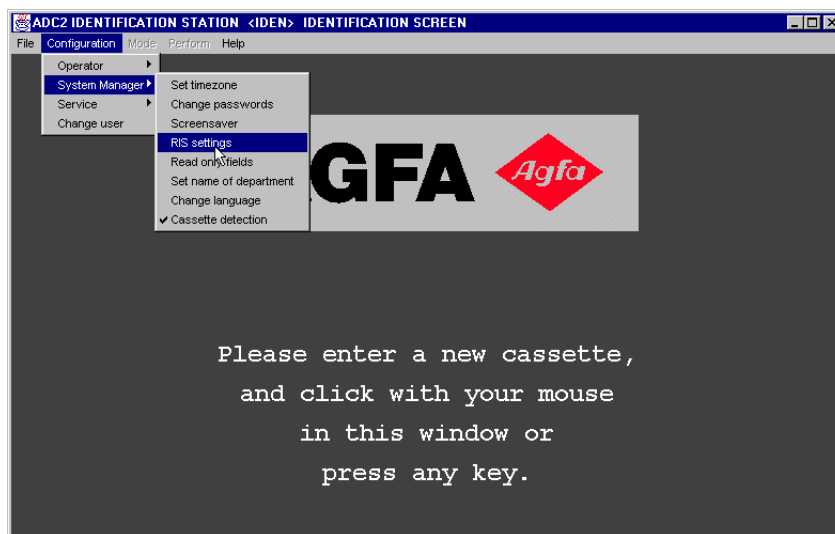 ADC2 IDENTIFICATION STATION <IDEN> IDENTIFICATION SCREEN
File Configuration Mode Perform Help
Operator
System Manager
Service
Change user
Set timezone
Change passwords
Screensaver
RIS settings
Read only fields
Set name of department
Change language
Cassette detection
AGFA
Agfa
Please enter a new cassette,
and click with your mouse
in this window or
press any key.